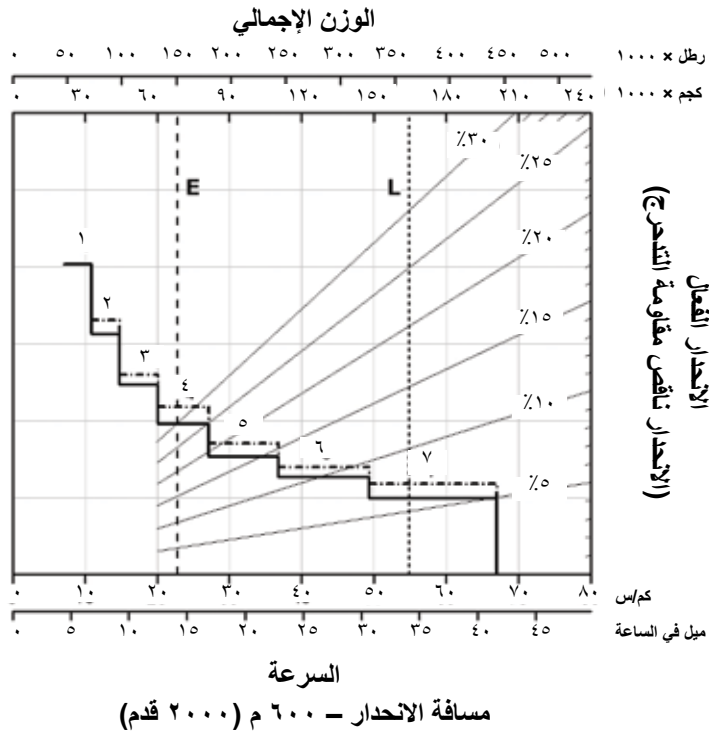 الوزن الإجمالي
٠ ٥٠ ١٠٠ ١٥٠ ٢٠٠ ٢٥٠ ٣٠٠ ٣٥٠ ٤٠٠ ٤٥٠ ٥٠٠ رطل × ١٠٠٠
٠ ٣٠ ٦٠ ٩٠ ١٢٠ ١٥٠ ١٨٠ ٢١٠ ٢٤٠ كجم × ١٠٠٠
٪٣٠
٪٢٥
E L
٪٢٠
١
٢
٪١٥
٣
٤
٪١٠
٥
٦
٧
٪٥
الانحدار الفعال
(الانحدار ناقص مقاومة التدحرج)
٠ ١٠ ٢٠ ٣٠ ٤٠ ٥٠ ٦٠ ٧٠ ٨٠ كم/س
٠ ٥ ١٠ ١٥ ٢٠ ٢٥ ٣٠ ٣٥ ٤٠ ٤٥ ميل في الساعة
السرعة
مسافة الانحدار – ٦٠٠ م (٢٠٠٠ قدم)